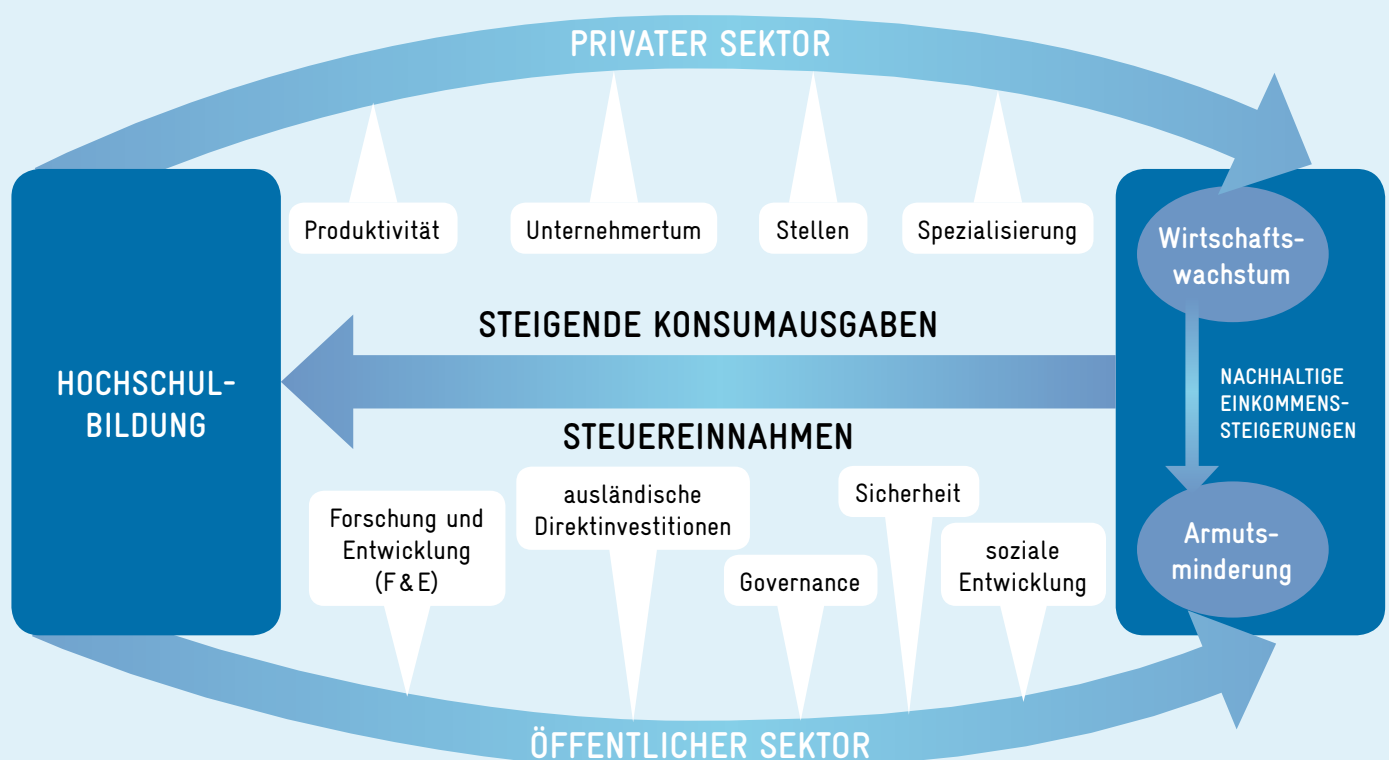 PRIVATER SEKTOR
Produktivität
Unternehmertum
Stellen
Spezialisierung
Wirtschafts-
wachstum
STEIGENDE KONSUMAUSGABEN
HOCHSCHUL-
BILDUNG
NACHHALTIGE
EINKOMMENS-
STEIGERUNGEN
STEUEREINNAHMEN
Forschung und
Entwicklung
(F & E)
ausländische
Direktinvestitionen
Governance
Sicherheit
soziale
Entwicklung
Armuts-
minderung
ÖFFENTLICHER SEKTOR